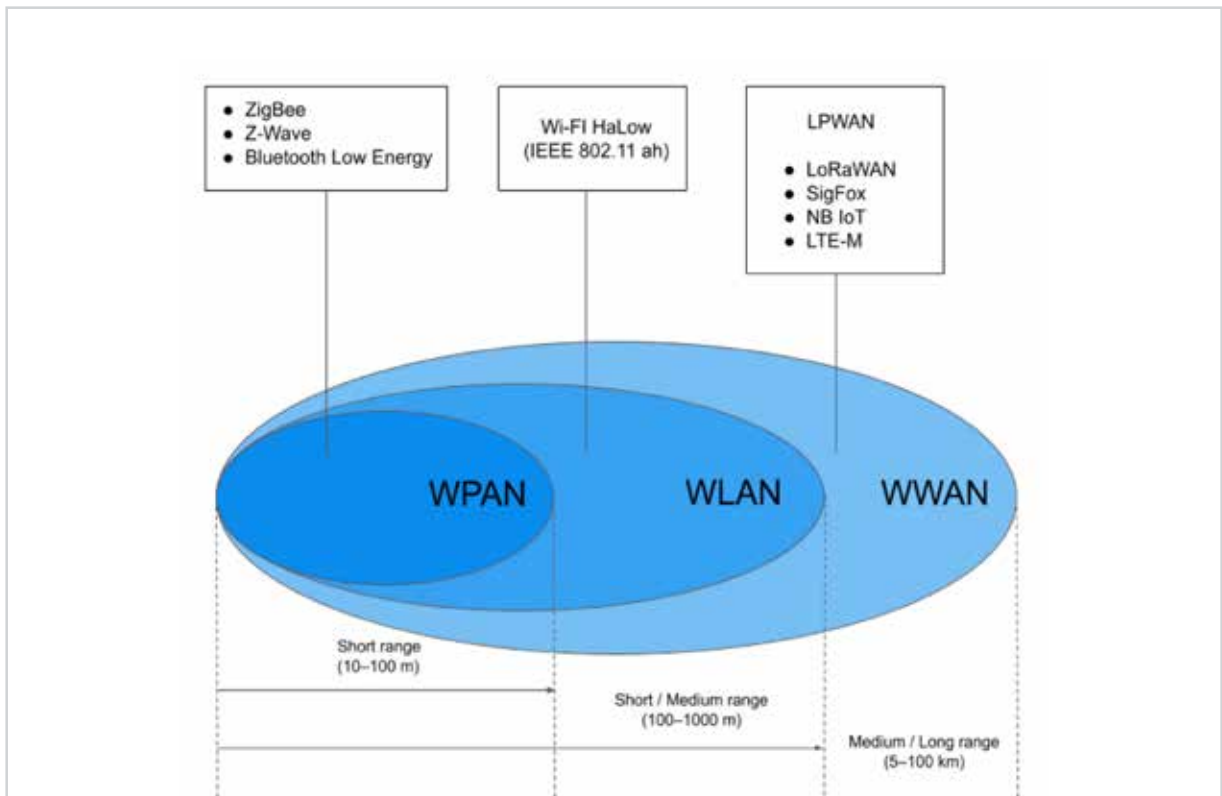 ZigBee
Z-Wave
Bluetooth Low Energy
Wi-FI HaLow
(IEEE 802.11 ah)
LPWAN
LoRaWAN
SigFox
NB IoT
LTE-M
WPAN
WLAN
WWAN
Short range
(10–100 m)
Short / Medium range
(100–1000 m)
Medium / Long range
(5–100 km)